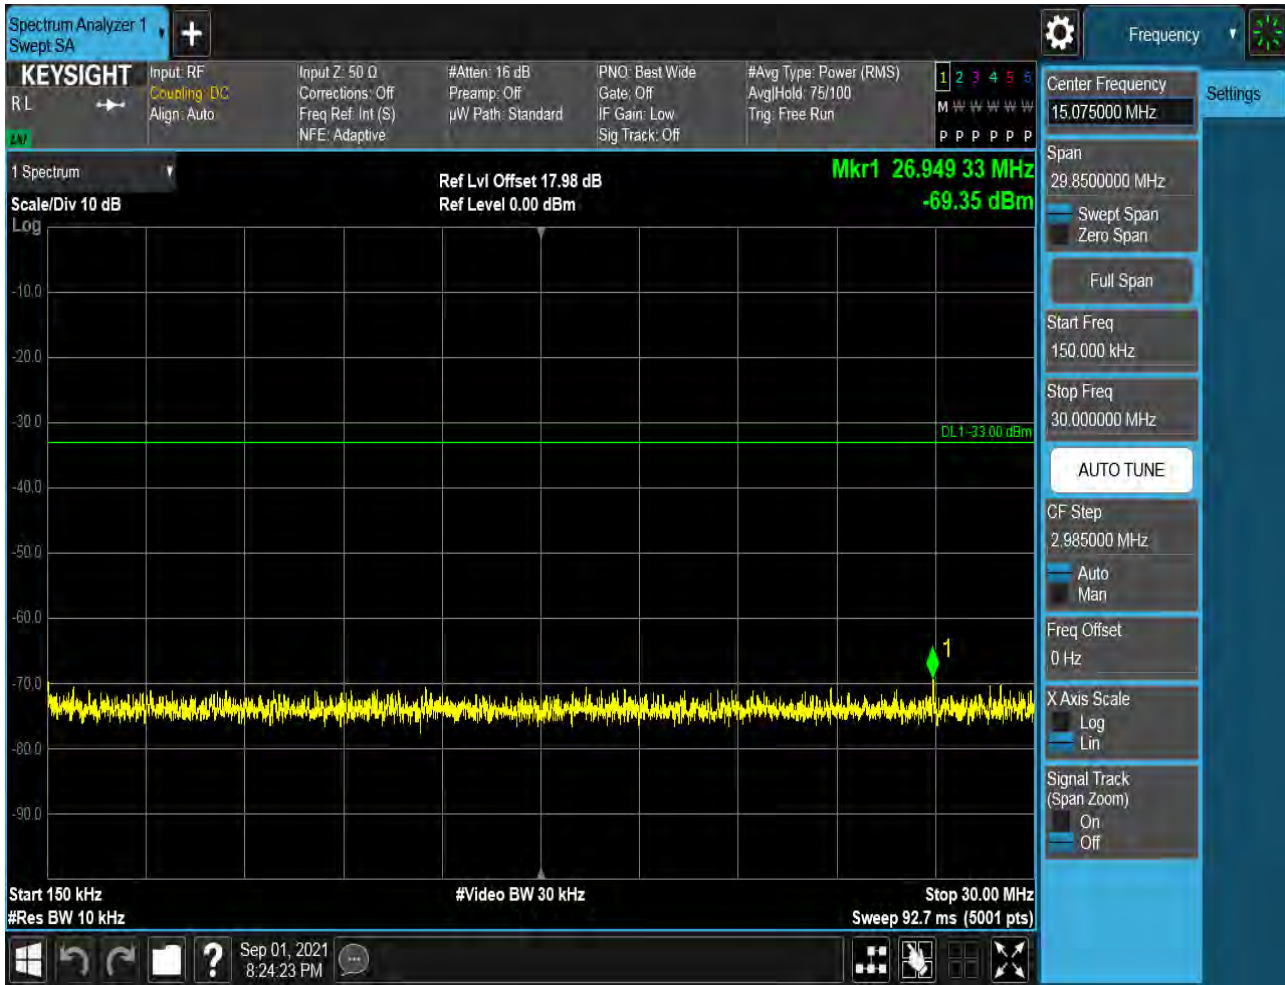 Spectrum Analyzer 1
Swept SA
Frequency
KEYSIGHT
R L
LNI
Input: RF
Coupling: DC
Align: Auto
Input Z: 50 Ω
Corrections: Off
Freq Ref: Int (S)
NFE: Adaptive
#Atten: 16 dB
Preamp: Off
µW Path: Standard
PNO: Best Wide
Gate: Off
IF Gain: Low
Sig Track: Off
#Avg Type: Power (RMS)
Avg|Hold: 75/100
Trig: Free Run
1 2 3 4 5 6
M W W W W W
P P P P P P
1 Spectrum
Scale/Div 10 dB
Log
Ref Lvl Offset 17.98 dB
Ref Level 0.00 dBm
Mkr1 26.949 33 MHz
-69.35 dBm
-10.0
-20.0
-30.0
DL1 -33.00 dBm
-40.0
-50.0
-60.0
1
-70.0
-80.0
-90.0
Start 150 kHz
#Video BW 30 kHz
Stop 30.00 MHz
#Res BW 10 kHz
Sweep 92.7 ms (5001 pts)
?
Sep 01, 2021
8:24:23 PM
Center Frequency
15.075000 MHz
Settings
Span
29.8500000 MHz
Swept Span
Zero Span
Full Span
Start Freq
150.000 kHz
Stop Freq
30.000000 MHz
AUTO TUNE
CF Step
2.985000 MHz
Auto
Man
Freq Offset
0 Hz
X Axis Scale
Log
Lin
Signal Track
(Span Zoom)
On
Off